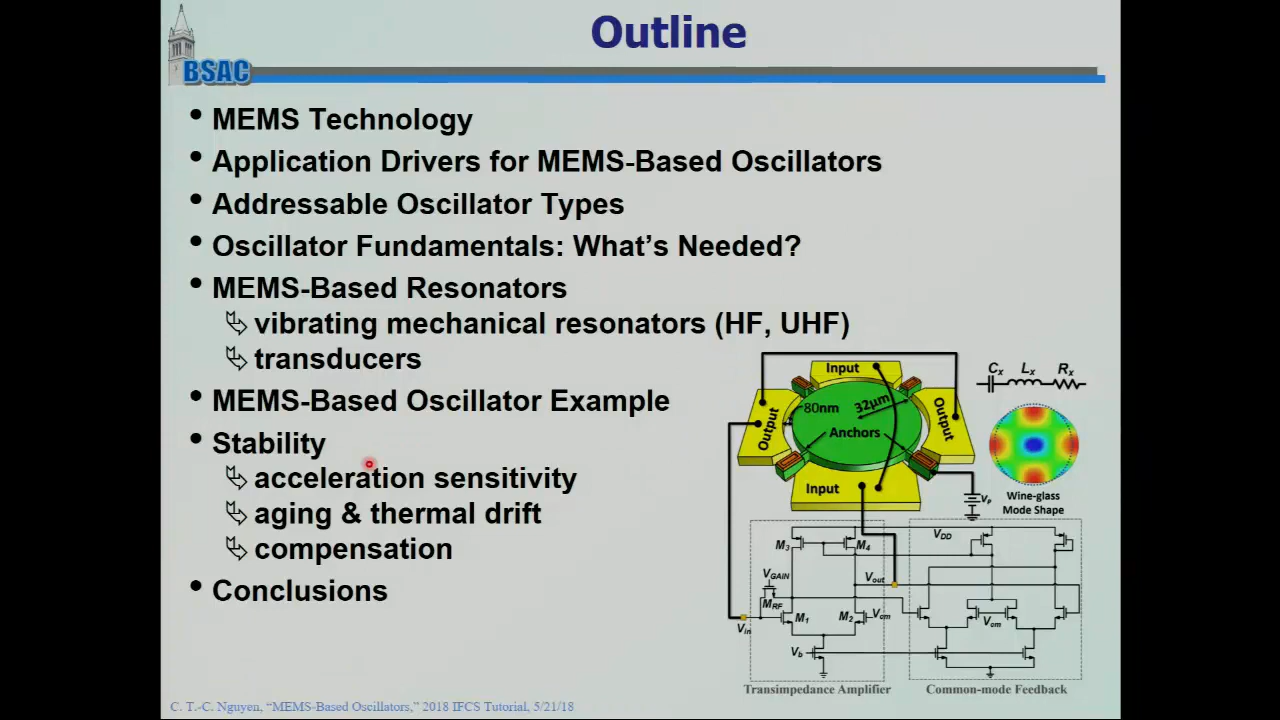 Outline
BSAC
• MEMS Technology
• Application Drivers for MEMS-Based Oscillators
• Addressable Oscillator Types
• Oscillator Fundamentals: What's Needed?
• MEMS-Based Resonators
vibrating mechanical resonators (HF, UHF)
transducers
• MEMS-Based Oscillator Example
• Stability
acceleration sensitivity
aging & thermal drift
compensation
• Conclusions
Input
Output
80nm
32µm
Output
Anchors
Input
Cx Lx Rx
VP
Wine-glass
Mode Shape
M3 M4
VDD
VGAIN
Vout
MRF
M1 M2 Vcm
Vcm
Vin
Vb
Transimpedance Amplifier
Common-mode Feedback
C. T.-C. Nguyen, “MEMS-Based Oscillators,” 2018 IFCS Tutorial, 5/21/18